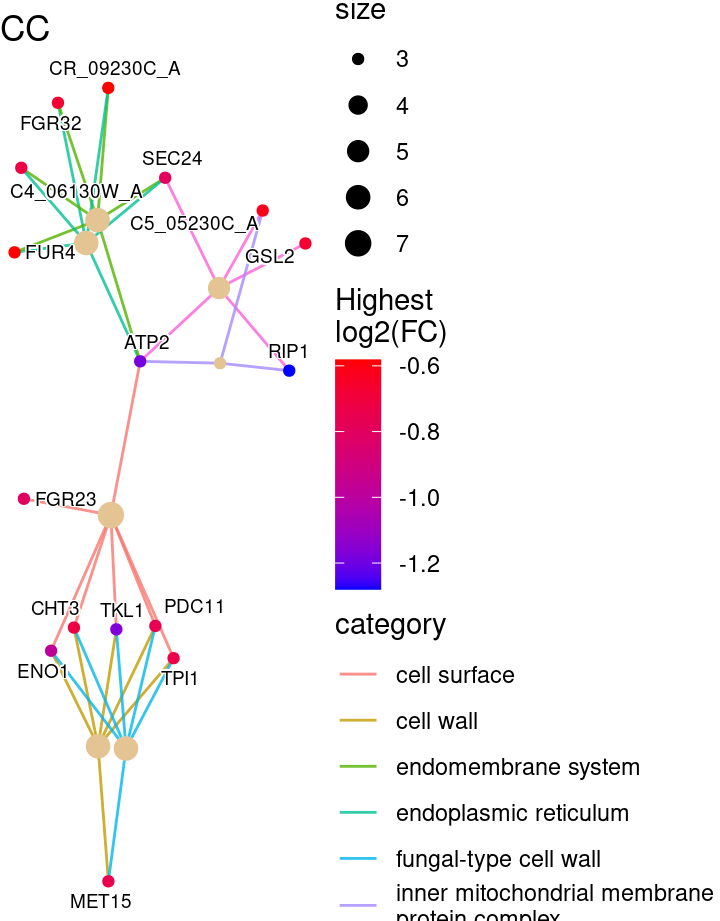 CC
CR_09230C_A
FGR32
SEC24
C4_06130W_A
C5_05230C_A
FUR4
GSL2
ATP2
RIP1
FGR23
CHT3
TKL1
PDC11
ENO1
TPI1
MET15
size
3
4
5
6
7
Highest
log2(FC)
-0.6
-0.8
-1.0
-1.2
category
cell surface
cell wall
endomembrane system
endoplasmic reticulum
fungal-type cell wall
inner mitochondrial membrane
protein complex